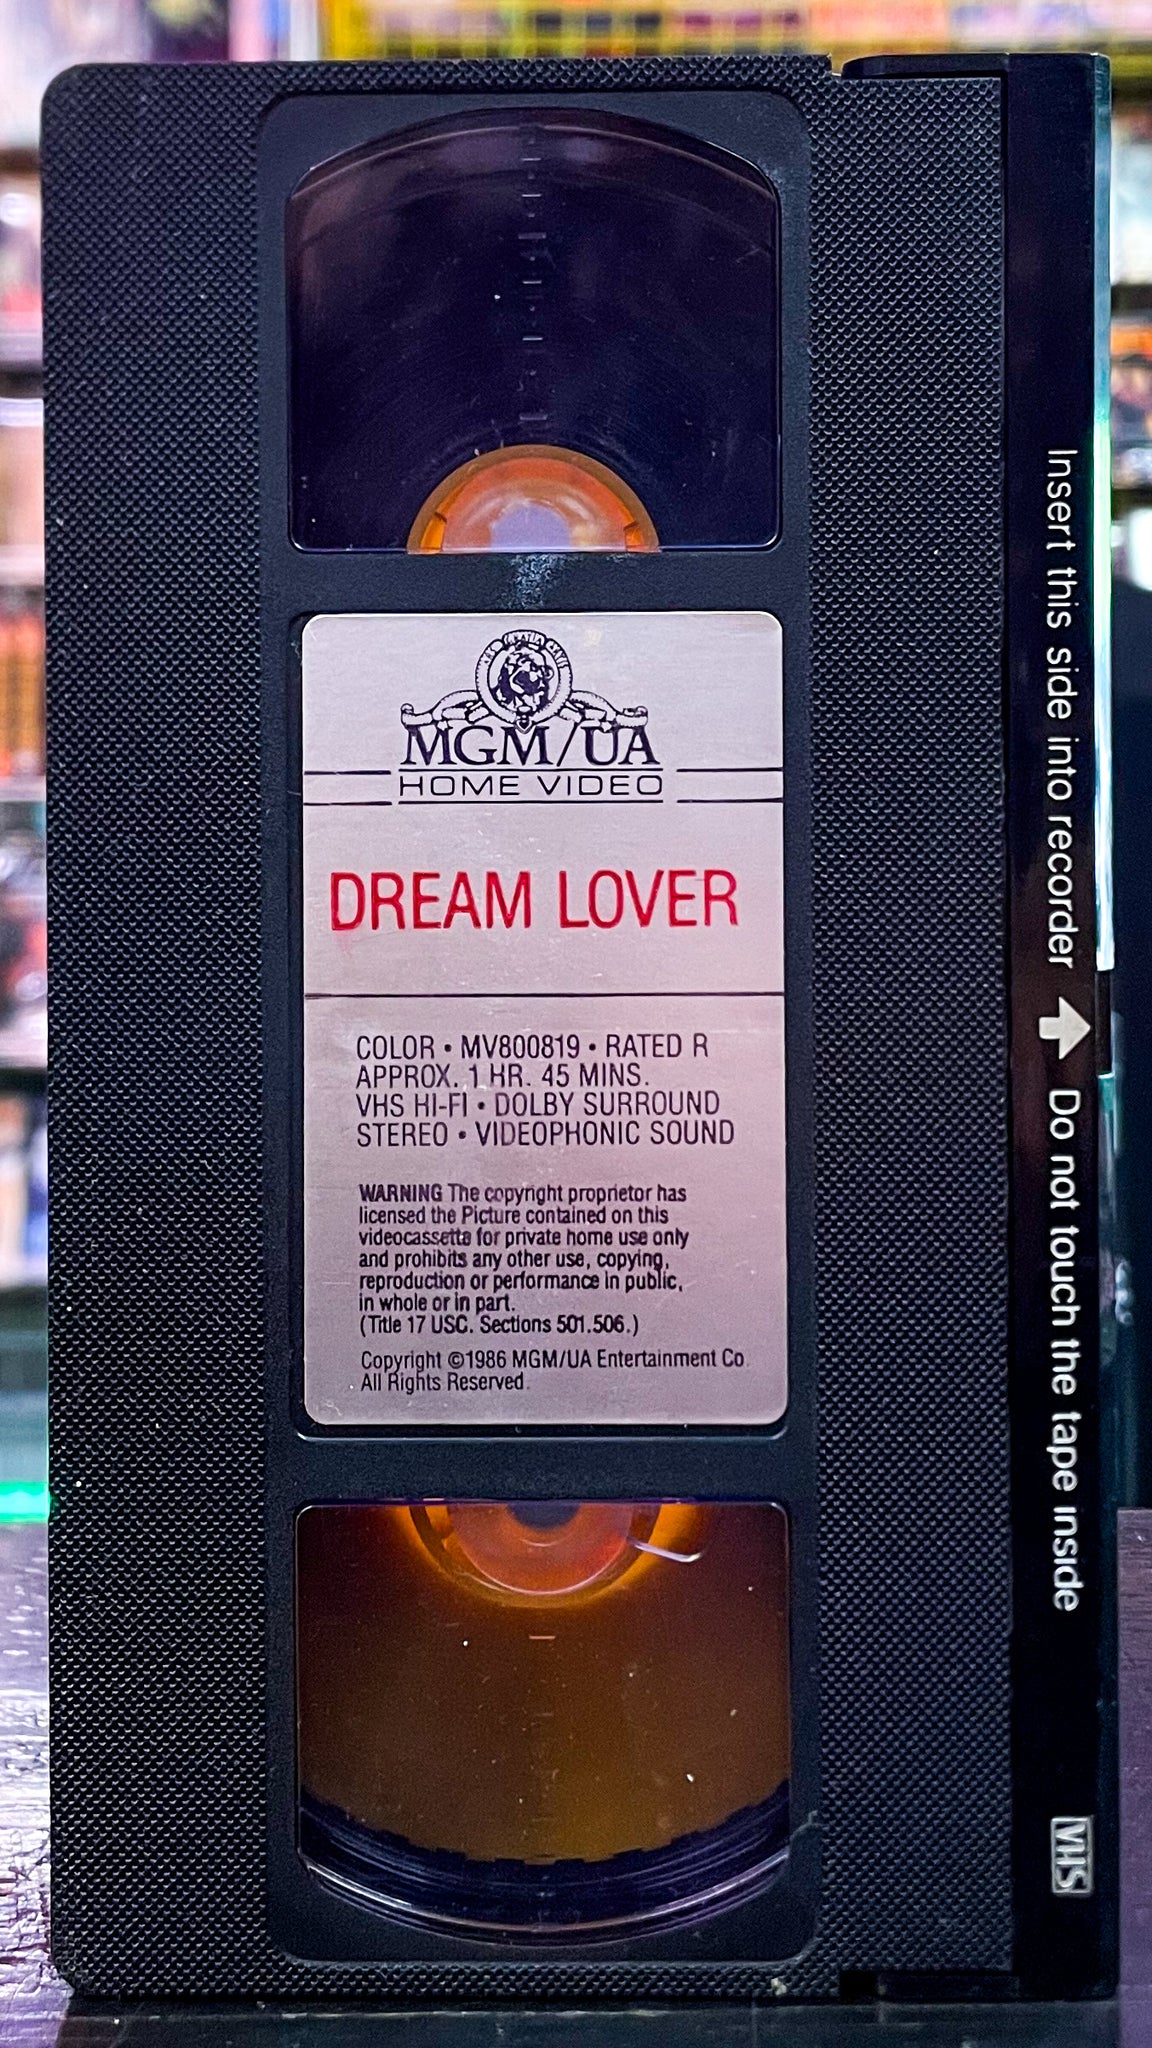 MGM/UA
HOME VIDEO
DREAM LOVER
COLOR • MV800819 • RATED R
APPROX. 1 HR. 45 MINS.
VHS HI-FI • DOLBY SURROUND
STEREO • VIDEOPHONIC SOUND
WARNING The copyright proprietor has
licensed the Picture contained on this
videocassette for private home use only
and prohibits any other use, copying,
reproduction or performance in public,
in whole or in part.
(Title 17 USC. Sections 501.506.)
Copyright ©1986 MGM/UA Entertainment Co.
All Rights Reserved.
Insert this side into recorder Do not touch the tape inside
VHS